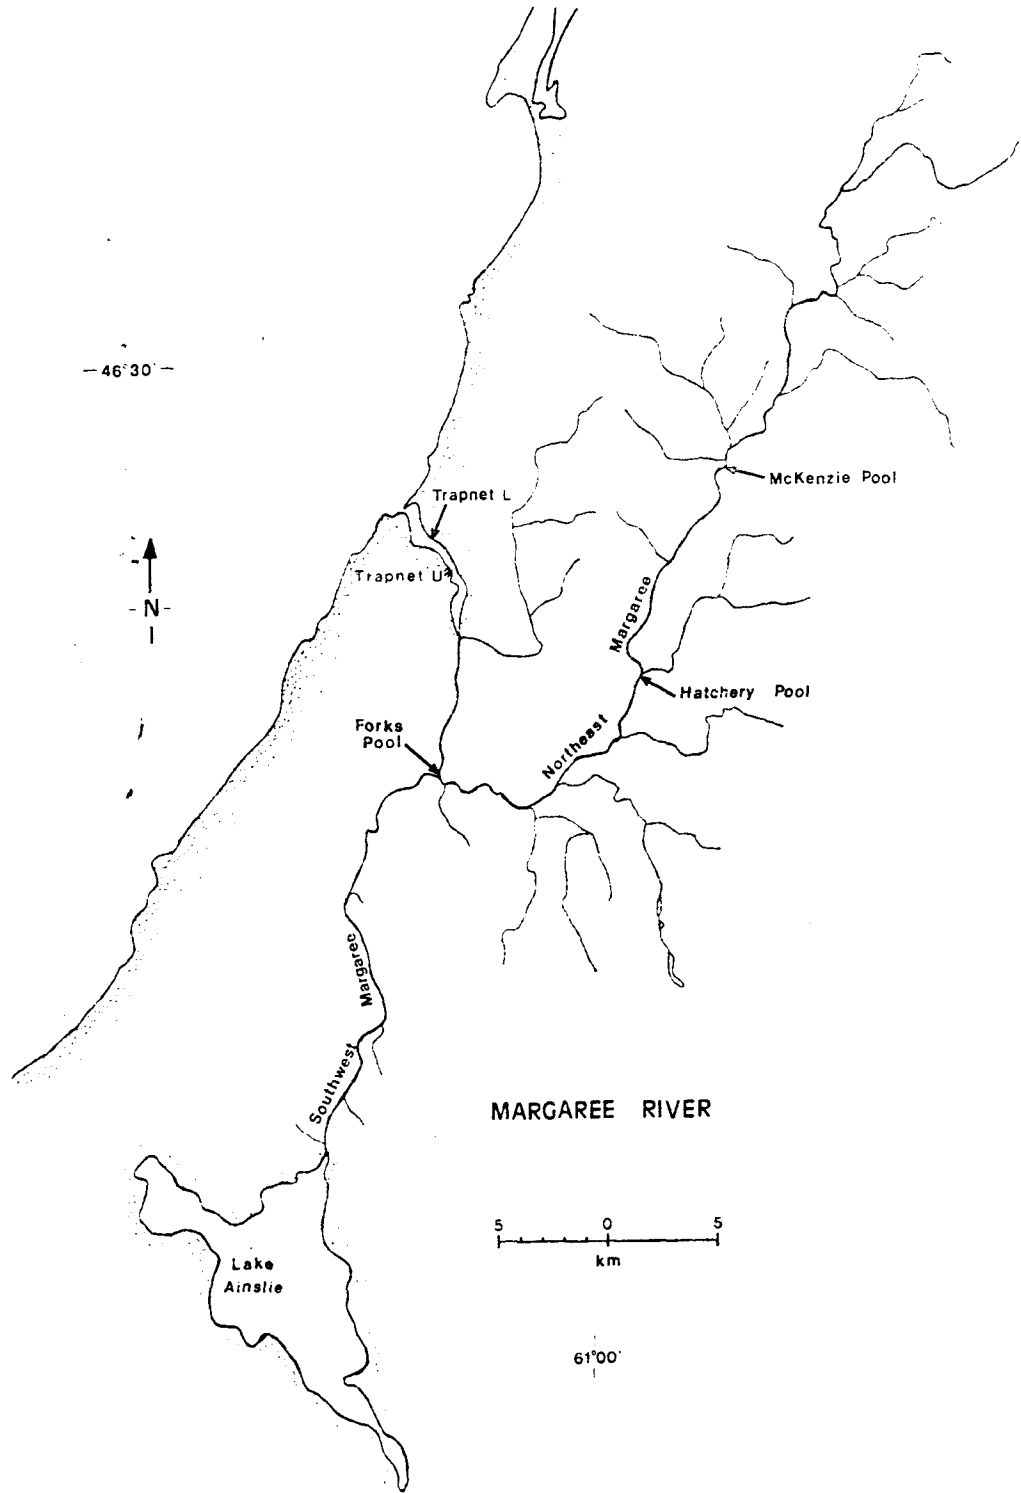 —46°30'—
Trapnet L
McKenzie Pool
Trapnet U
-N-
Margaree
Hatchery Pool
Forks
Pool
Northeast
Margaree
Southwest
MARGAREE RIVER
5 0 5
km
Lake
Ainslie
61°00'